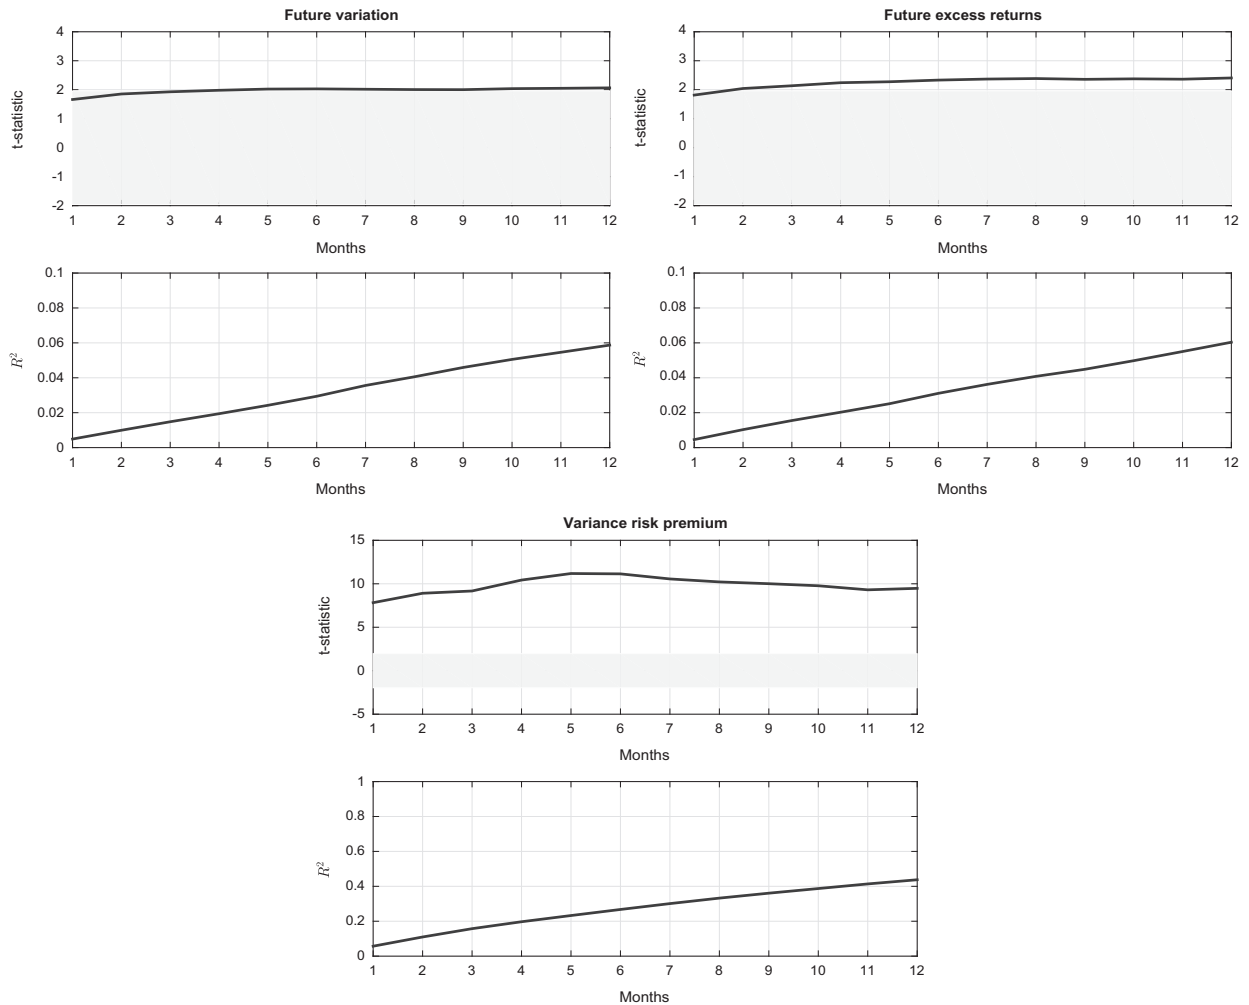 Future variation
4
3
2
1
0
-1
-2
t-statistic
1 2 3 4 5 6 7 8 9 10 11 12
Months
Future excess returns
4
3
2
1
0
-1
-2
t-statistic
1 2 3 4 5 6 7 8 9 10 11 12
Months
0.1
0.08
0.06
0.04
0.02
0
R²
1 2 3 4 5 6 7 8 9 10 11 12
Months
0.1
0.08
0.06
0.04
0.02
0
R²
1 2 3 4 5 6 7 8 9 10 11 12
Months
Variance risk premium
15
10
5
0
-5
t-statistic
1 2 3 4 5 6 7 8 9 10 11 12
Months
1
0.8
0.6
0.4
0.2
0
R²
1 2 3 4 5 6 7 8 9 10 11 12
Months